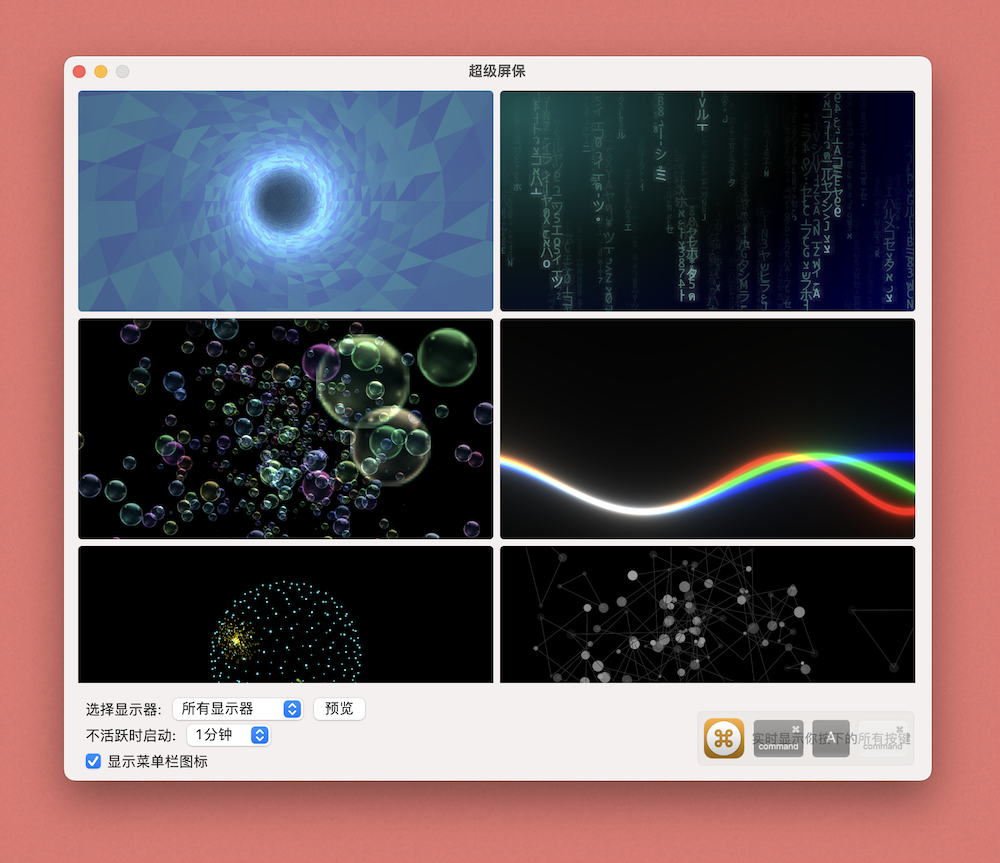 超级屏保
选择显示器: 所有显示器 预览
不活跃时启动: 1分钟
显示菜单栏图标
⌘ command A ⌘ command
实时显示你按下的所有按键